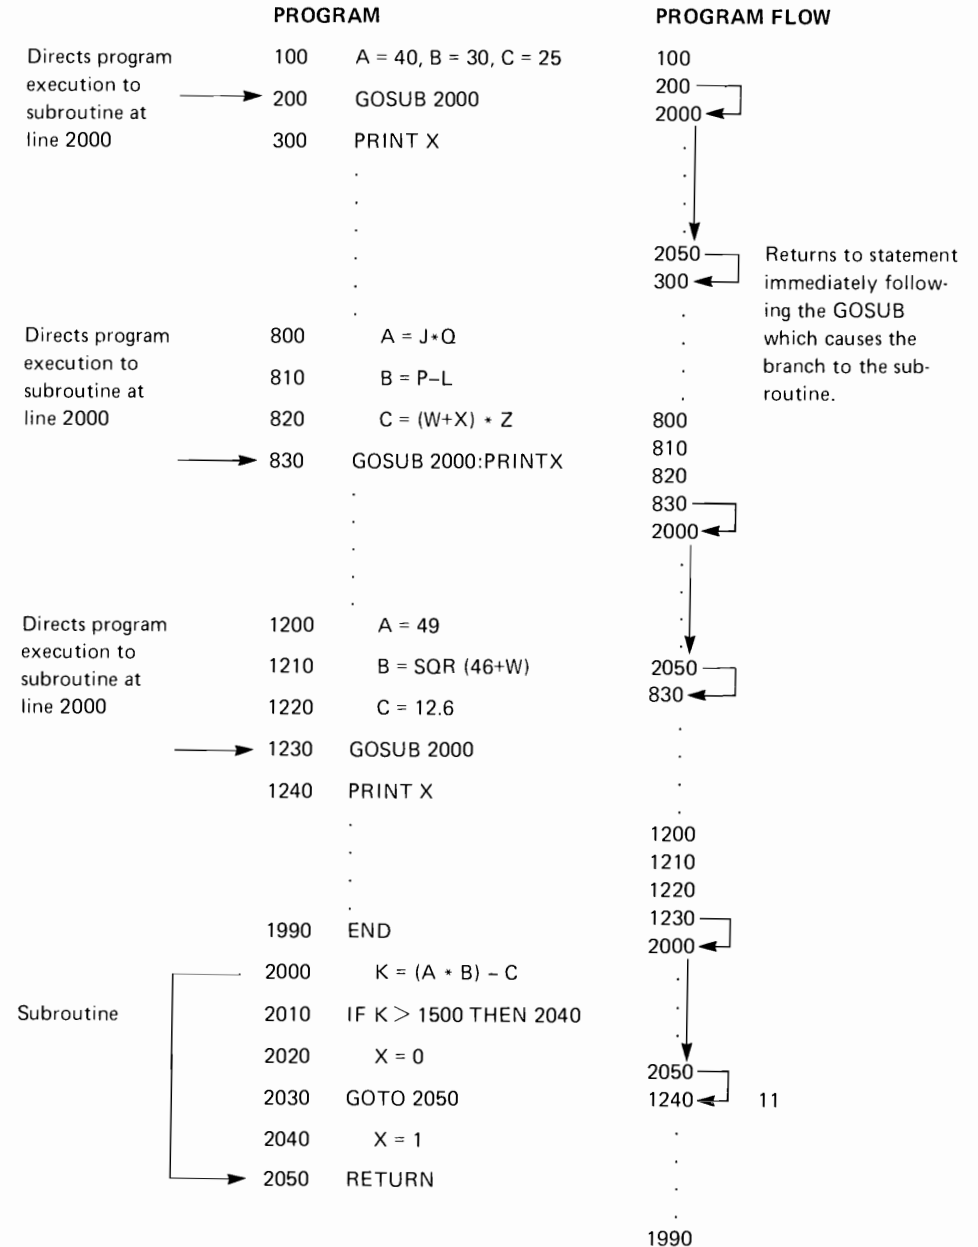 PROGRAM PROGRAM FLOW
Directs program
execution to
subroutine at
line 2000
100 A = 40, B = 30, C = 25
200 GOSUB 2000
300 PRINT X
.
.
.
.
.
.
Directs program
execution to
subroutine at
line 2000
800 A = J*Q
810 B = P–L
820 C = (W+X) * Z
830 GOSUB 2000:PRINTX
.
.
.
.
.
Directs program
execution to
subroutine at
line 2000
1200 A = 49
1210 B = SQR (46+W)
1220 C = 12.6
1230 GOSUB 2000
1240 PRINT X
.
.
.
.
1990 END
Subroutine
2000 K = (A * B) – C
2010 IF K > 1500 THEN 2040
2020 X = 0
2030 GOTO 2050
2040 X = 1
2050 RETURN
100
200
2000
.
.
.
.
2050
300
Returns to statement
immediately follow-
ing the GOSUB
which causes the
branch to the sub-
routine.
.
.
.
.
800
810
820
830
2000
.
.
.
.
2050
830
.
.
.
.
1200
1210
1220
1230
2000
.
.
.
2050
1240 11
.
.
.
.
1990